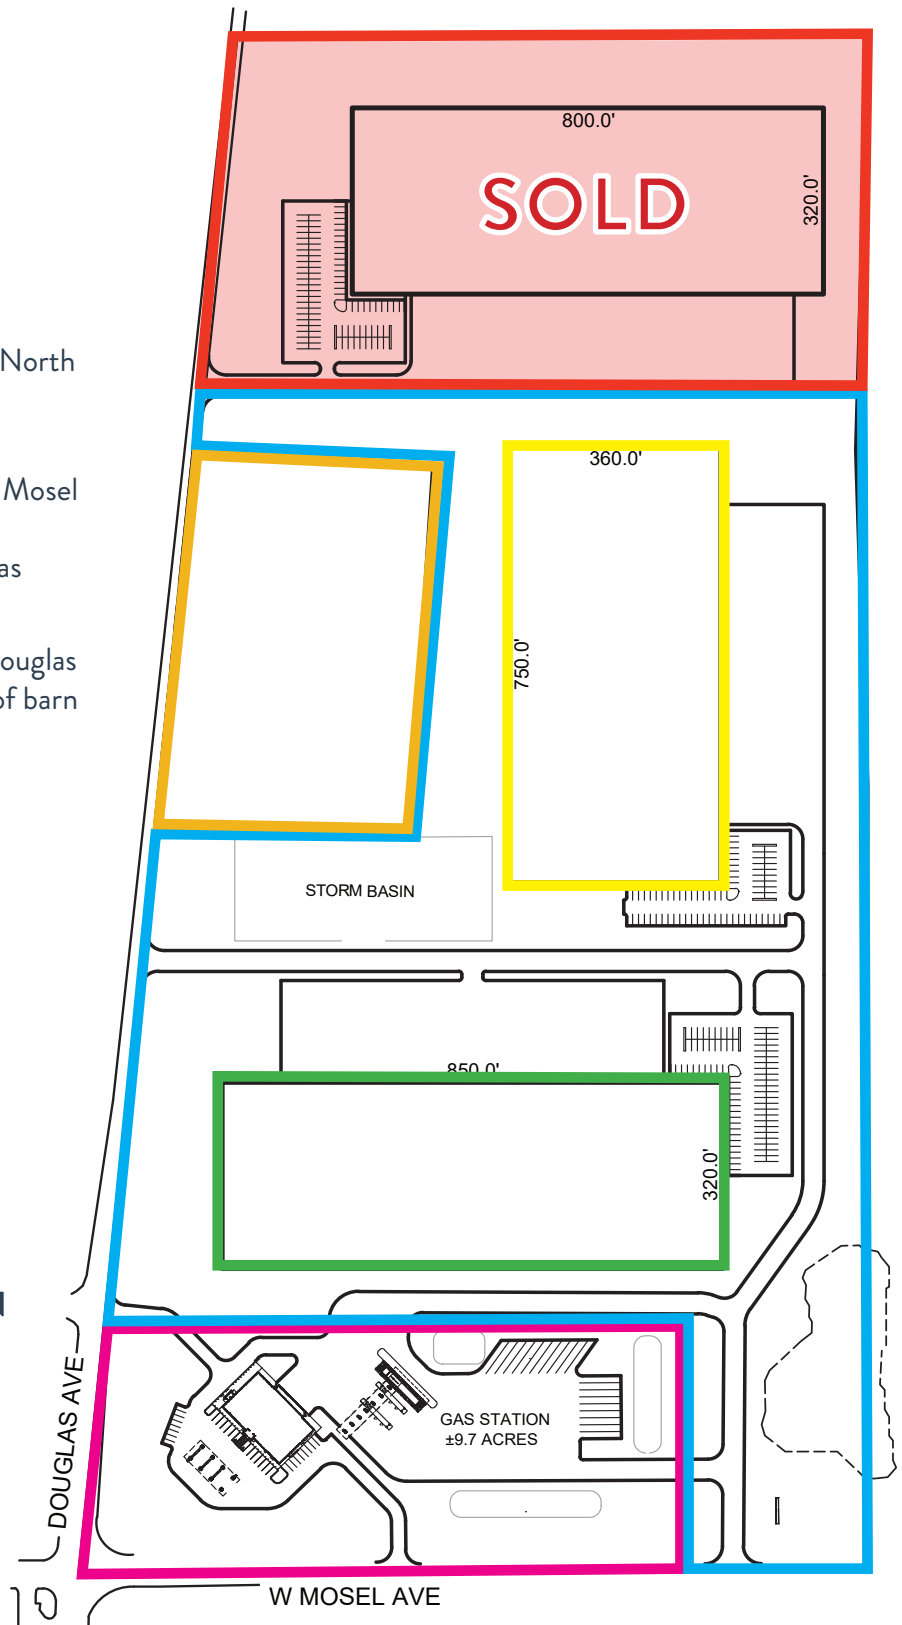 800.0'
SOLD
320.0'
North
360.0'
Mosel
as
ouglas
750.0'
of barn
STORM BASIN
850.0'
320.0'
DOUGLAS AVE
GAS STATION
±9.7 ACRES
W MOSEL AVE